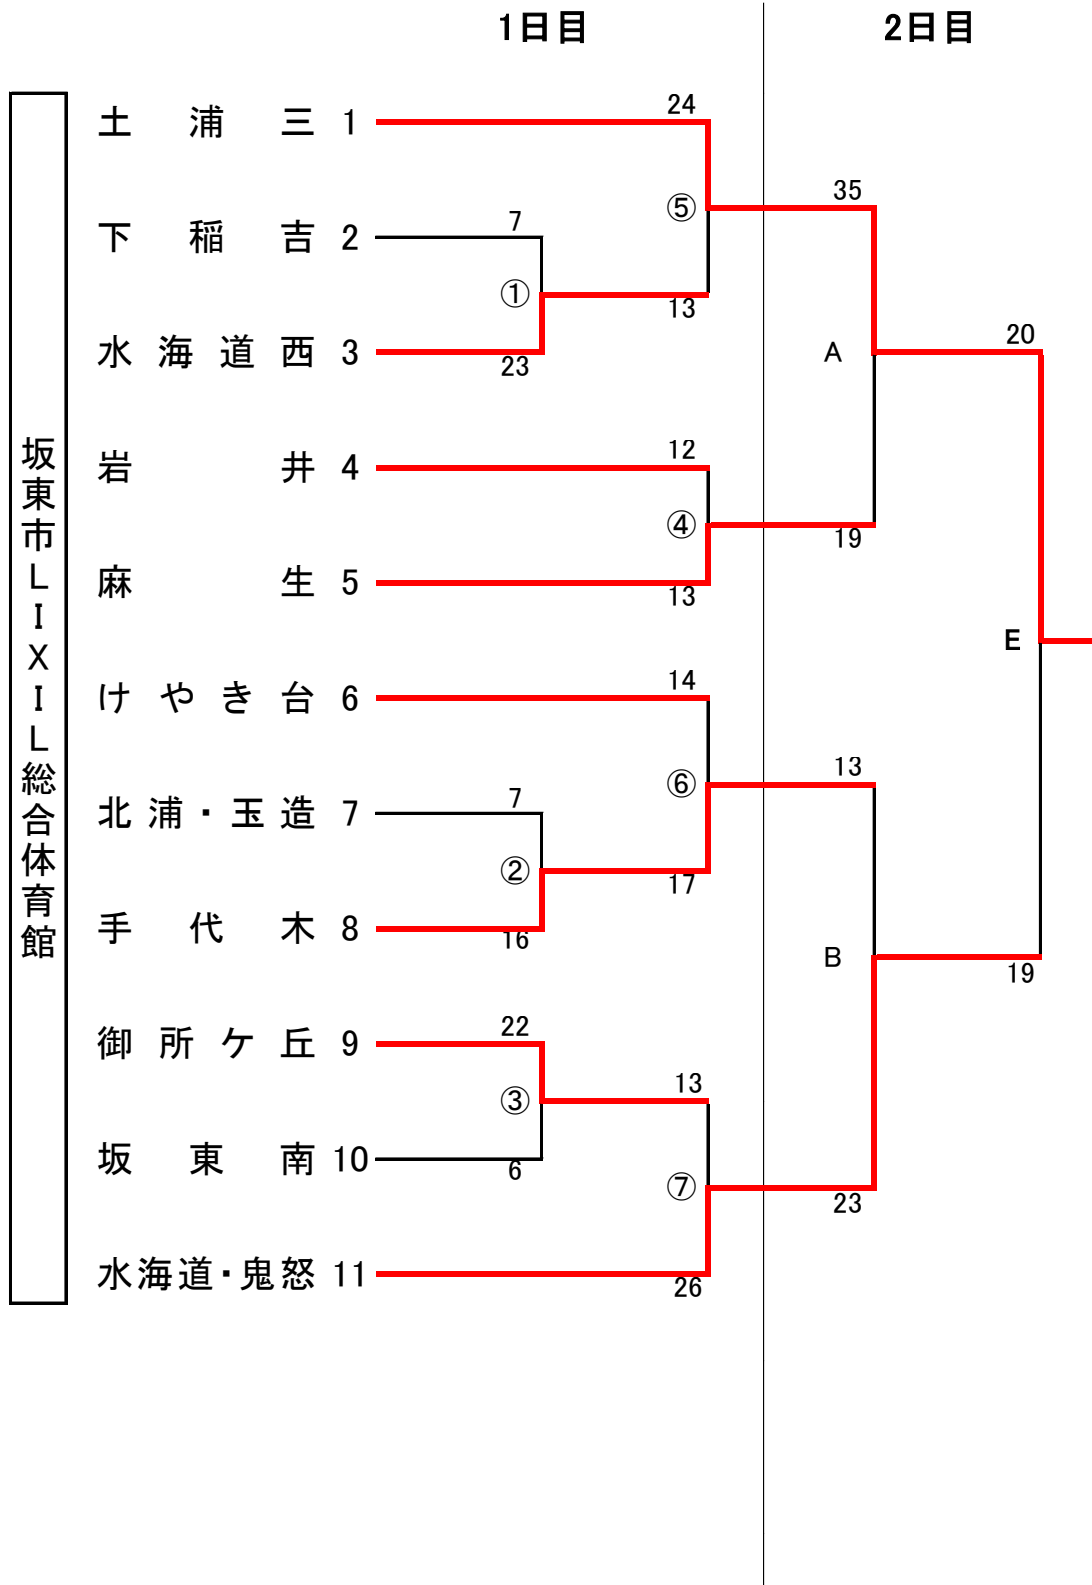 1日目
2日目
坂東市LIXIL総合体育館
土浦三 1
24
35
⑤
下稲吉 2
7
①
13
水海道西 3
23
A
20
岩井 4
12
④
19
麻生 5
13
E
けやき台 6
14
⑥
13
北浦・玉造 7
7
②
17
手代木 8
16
B
19
御所ケ丘 9
22
③
13
坂東南 10
6
⑦
23
水海道・鬼怒 11
26